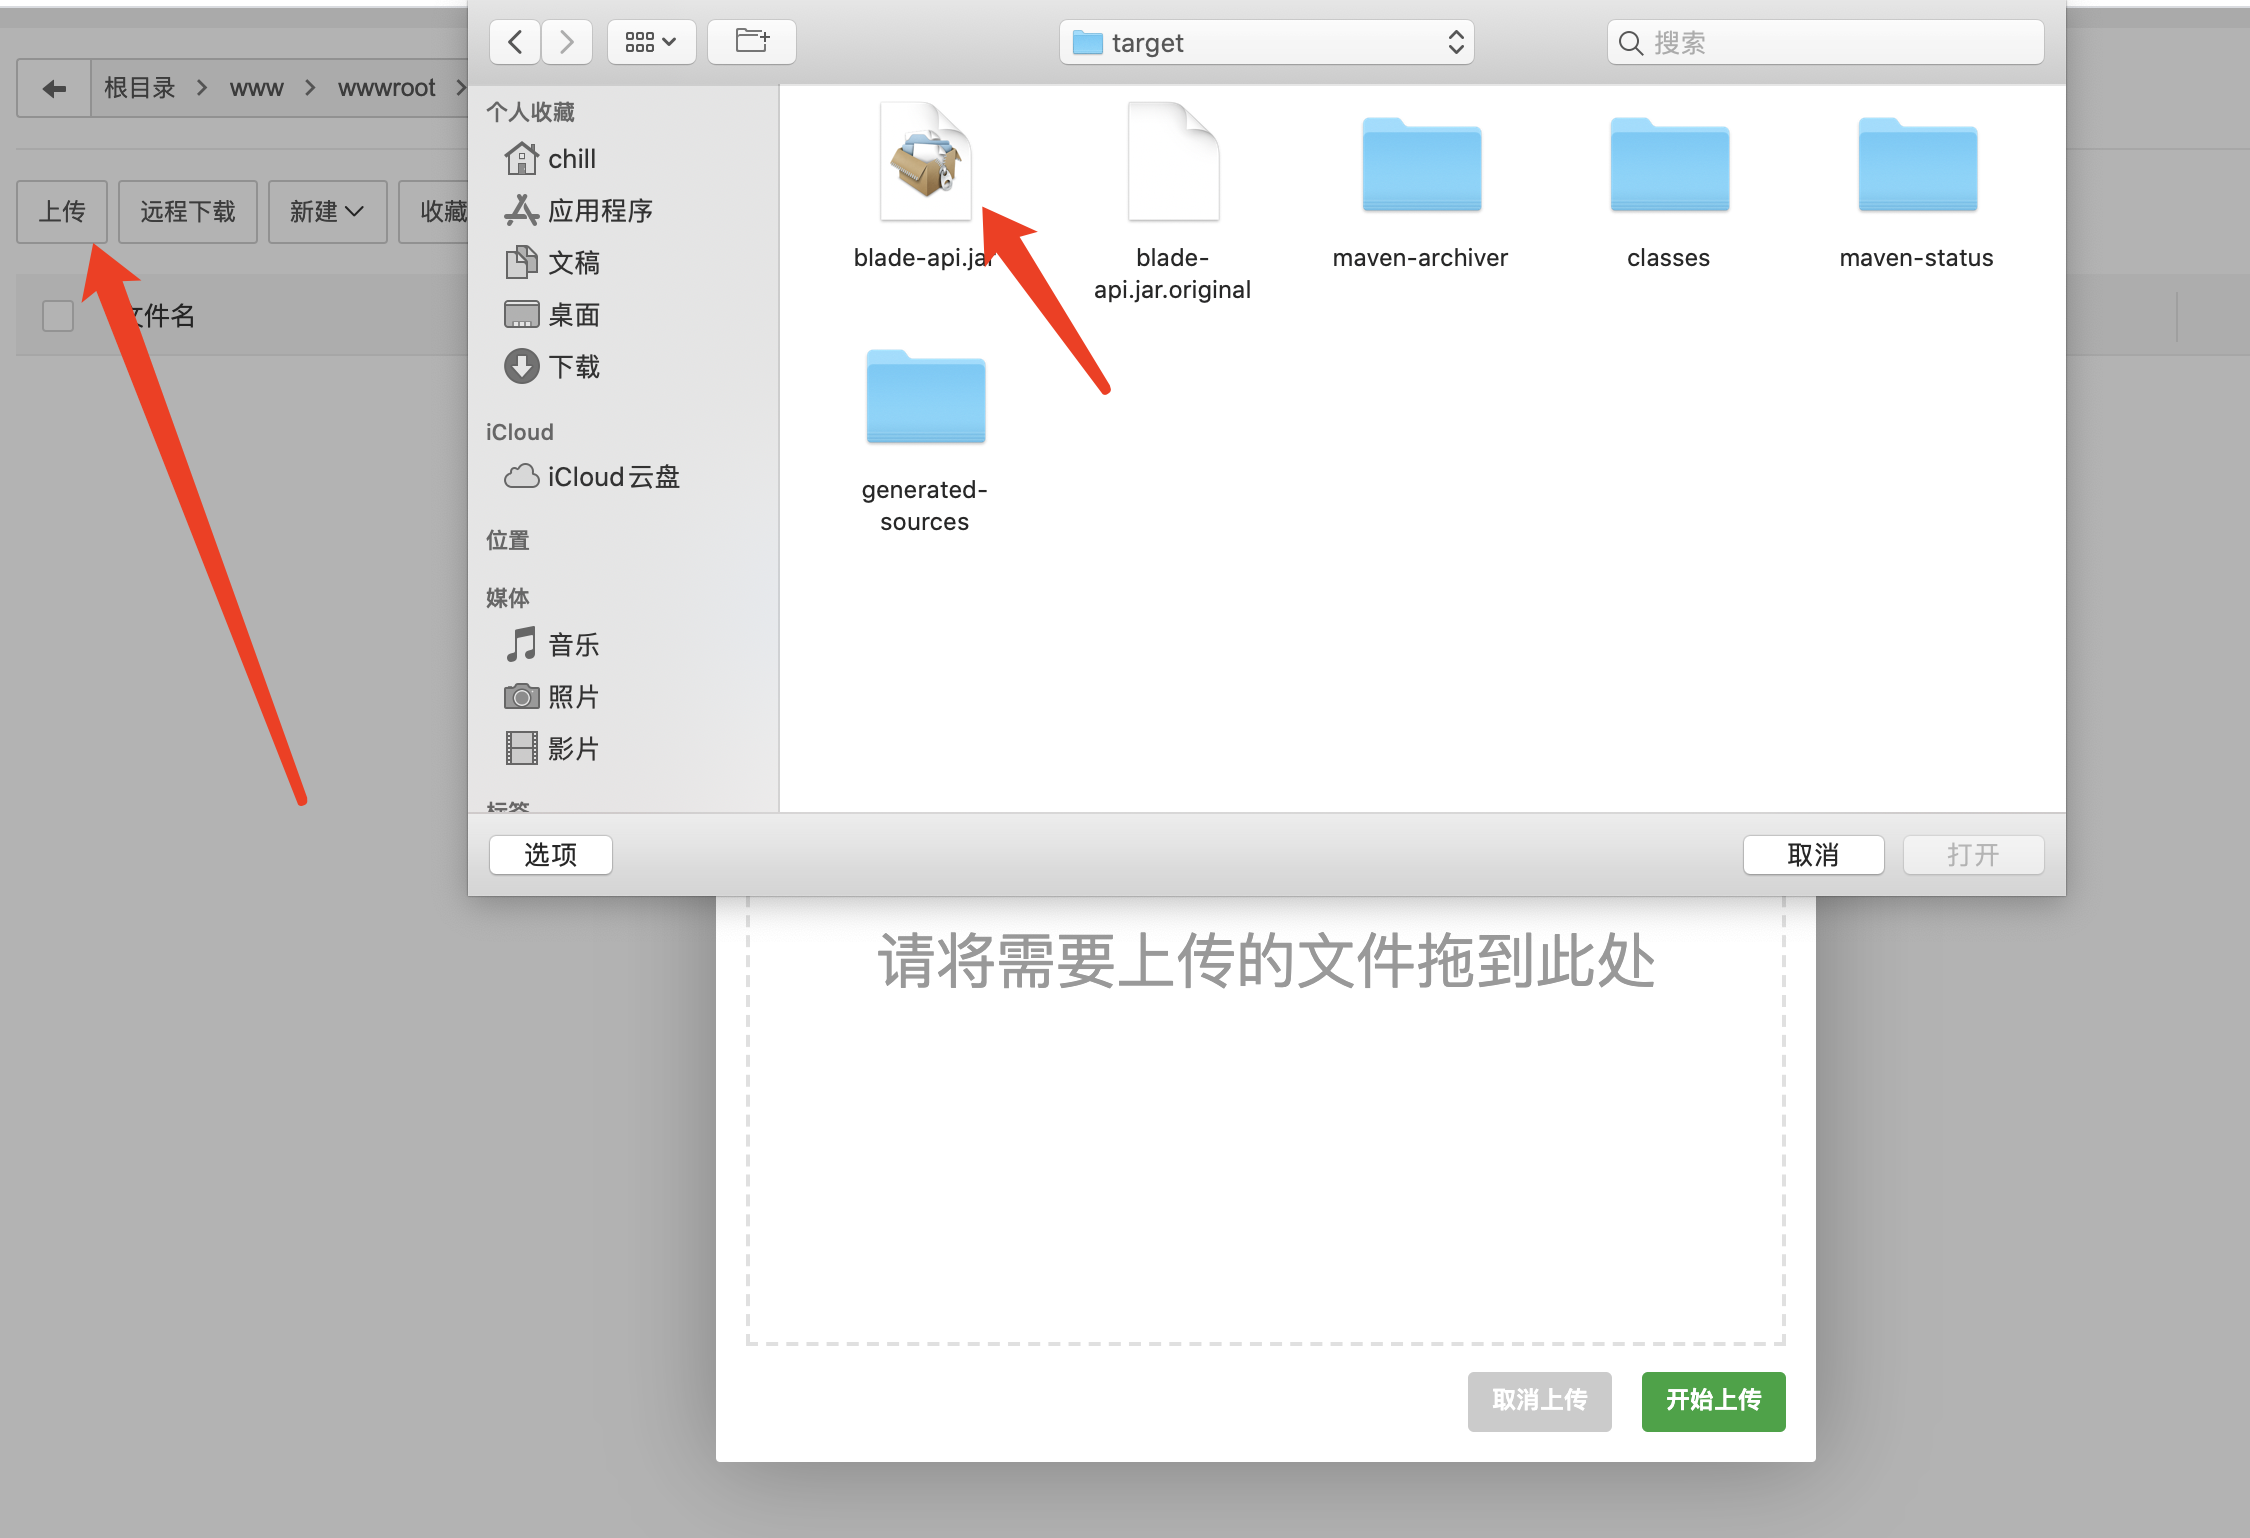 target
搜索
根目录 > www > wwwroot >
上传
远程下载
新建
收藏
文件名
个人收藏
chill
应用程序
文稿
桌面
下载
iCloud
iCloud云盘
位置
媒体
音乐
照片
影片
标签
blade-api.jar
blade-
api.jar.original
maven-archiver
classes
maven-status
generated-
sources
选项
取消
打开
请将需要上传的文件拖到此处
取消上传
开始上传